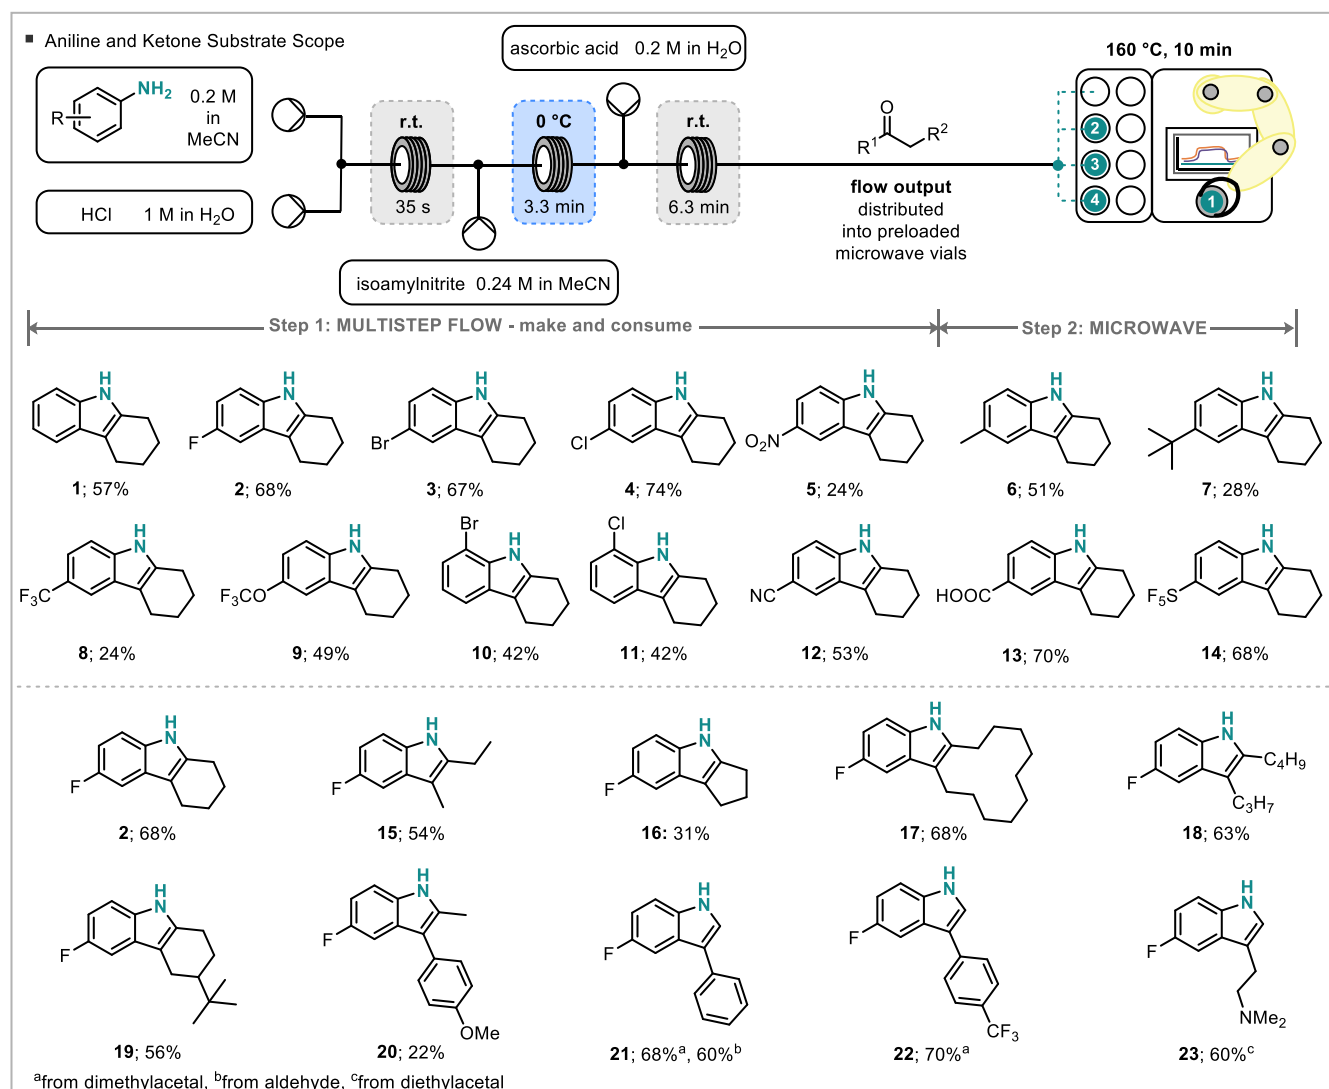 ▪ Aniline and Ketone Substrate Scope
NH₂
R
0.2 M
in
MeCN
HCl 1 M in H₂O
ascorbic acid 0.2 M in H₂O
r.t.
35 s
0 °C
3.3 min
r.t.
6.3 min
isoamylnitrite 0.24 M in MeCN
O
R¹ R²
flow output
distributed
into preloaded
microwave vials
160 °C, 10 min
2
3
4
1
Step 1: MULTISTEP FLOW - make and consume
Step 2: MICROWAVE
H H H H H H H
N N N N N N N
F Br Cl O₂N
1; 57% 2; 68% 3; 67% 4; 74% 5; 24% 6; 51% 7; 28%
Br Cl
H H H H H H H
N N N N N N N
F₃C F₃CO NC HOOC F₅S
8; 24% 9; 49% 10; 42% 11; 42% 12; 53% 13; 70% 14; 68%
H H H H H
N N N N N
F F F F F C₄H₉
C₃H₇
2; 68% 15; 54% 16: 31% 17; 68% 18; 63%
H H H H H
N N N N N
F F F F F
OMe CF₃ NMe₂
19; 56% 20; 22% 21; 68%ᵃ, 60%ᵇ 22; 70%ᵃ 23; 60%ᶜ
ᵃfrom dimethylacetal, ᵇfrom aldehyde, ᶜfrom diethylacetal